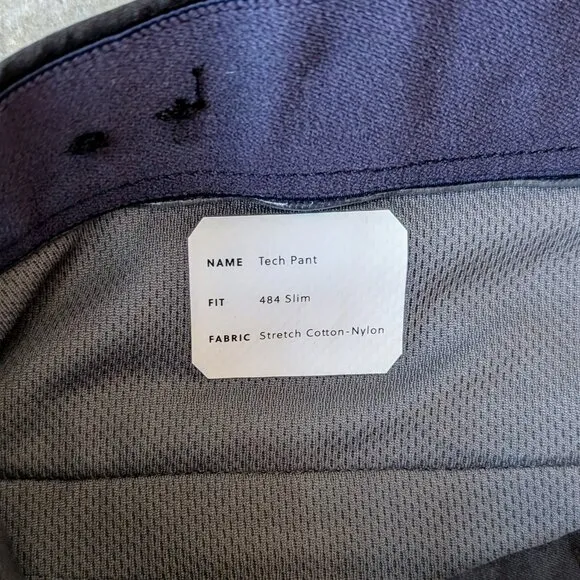 NAME Tech Pant
FIT 484 Slim
FABRIC Stretch Cotton-Nylon